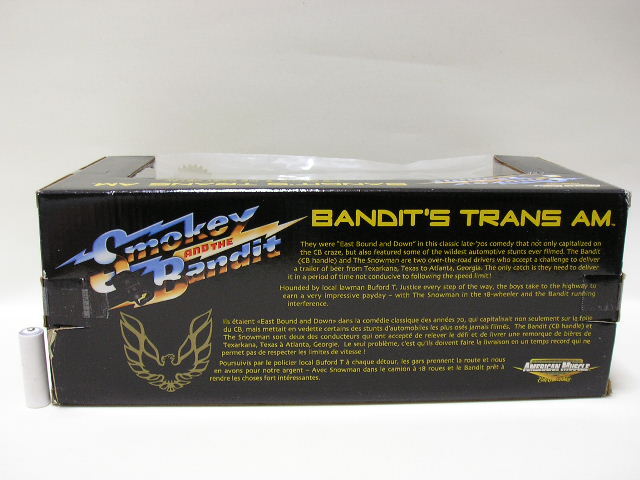 BANDIT'S TRANS AM
Smokey
AND THE
Bandit
BANDIT'S TRANS AM™
They were "East Bound and Down" in this classic late-'70s comedy that not only capitalized on
the CB craze, but also featured some of the wildest automotive stunts ever filmed. The Bandit
(CB handle) and The Snowman are two over-the-road drivers who accept a challenge to deliver
a trailer of beer from Texarkana, Texas to Atlanta, Georgia. The only catch is they need to deliver
it in a period of time not conducive to following the speed limit!
Hounded by local lawman Buford T. Justice every step of the way, the boys take to the highway to
earn a very impressive payday – with The Snowman in the 18-wheeler and the Bandit running
interference.
Ils étaient «East Bound and Down» dans la comédie classique des années 70, qui capitalisait non seulement sur la folie
du CB, mais mettait en vedette certains des stunts d'automobiles les plus osés jamais filmés. The Bandit (CB handle) et
The Snowman sont deux des conducteurs qui ont accepté de relever le défi et de livrer une remorque de bières de
Texarkana, Texas à Atlanta, Georgie. Le seul problème, c'est qu'ils doivent faire la livraison en un temps record qui ne
permet pas de respecter les limites de vitesse !
Poursuivis par le policier local Buford T à chaque détour, les gars prennent la route et nous
en avons pour notre argent – Avec Snowman dans le camion à 18 roues et le Bandit prêt à
rendre les choses fort intéressantes.
AMERICAN MUSCLE